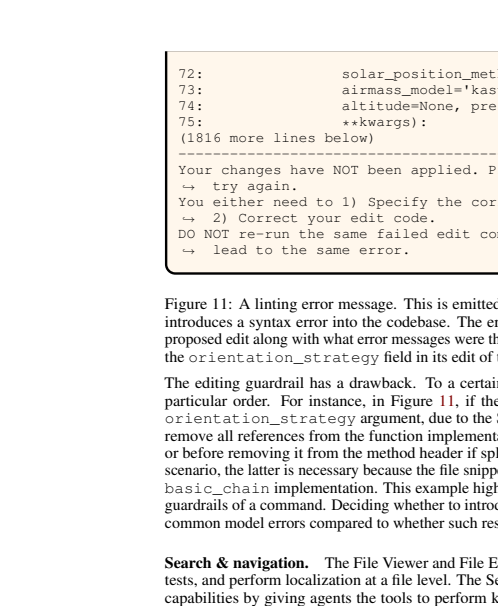 72: solar_position_met
73: airmass_model='kas
74: altitude=None, pre
75: **kwargs):
(1816 more lines below)
Your changes have NOT been applied. P
↪ try again.
You either need to 1) Specify the cor
↪ 2) Correct your edit code.
DO NOT re-run the same failed edit co
↪ lead to the same error.
Figure 11: A linting error message. This is emitted
introduces a syntax error into the codebase. The er
proposed edit along with what error messages were th
the orientation_strategy field in its edit of
The editing guardrail has a drawback. To a certai
particular order. For instance, in Figure 11, if the
orientation_strategy argument, due to the
remove all references from the function implementa
or before removing it from the method header if spl
scenario, the latter is necessary because the file snipp
basic_chain implementation. This example high
guardrails of a command. Deciding whether to introd
common model errors compared to whether such res
Search & navigation. The File Viewer and File E
tests, and perform localization at a file level. The Se
capabilities by giving agents the tools to perform k